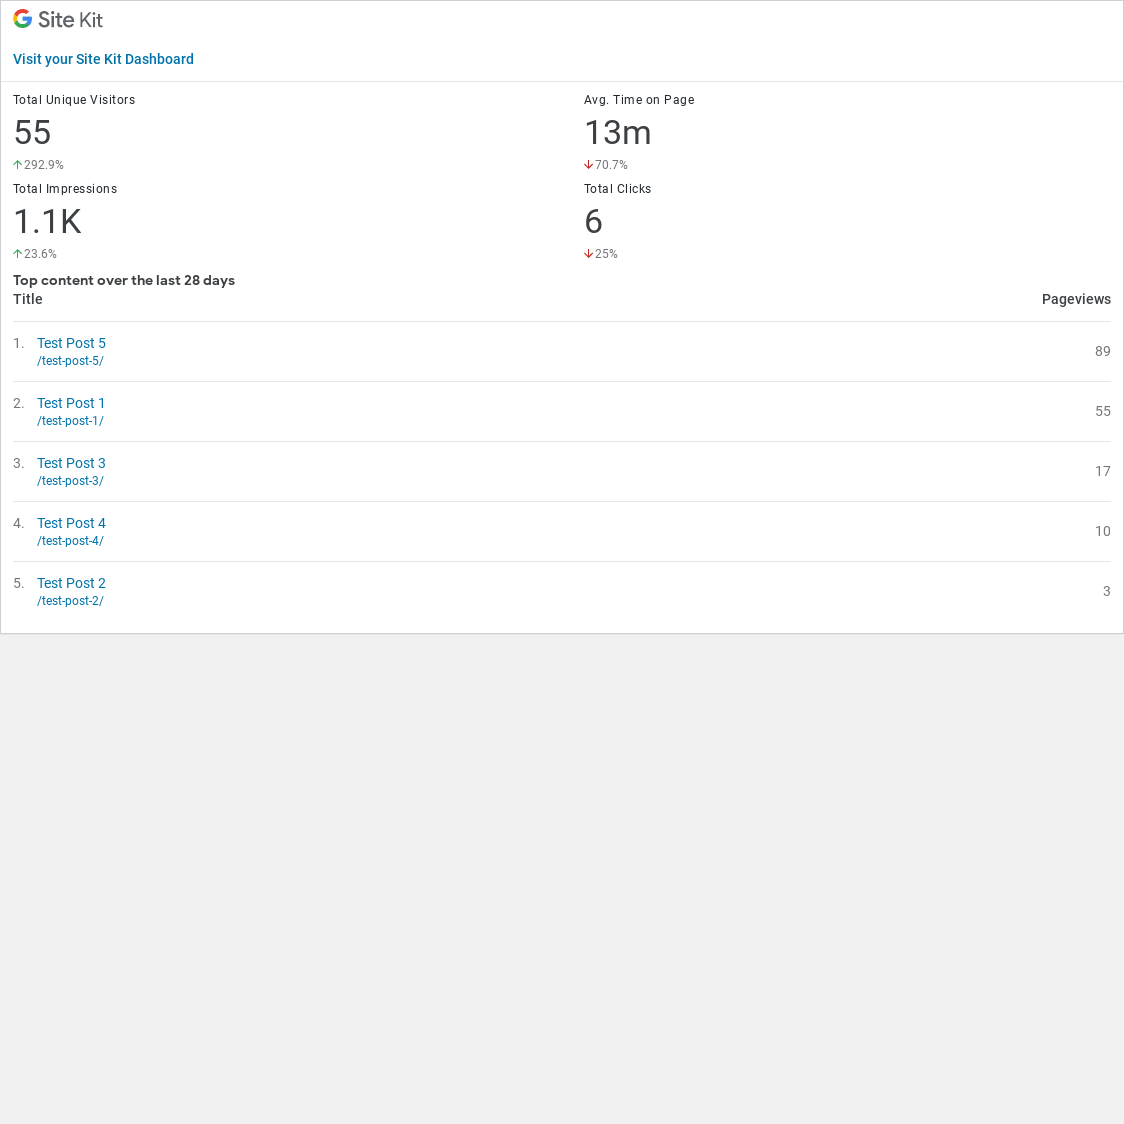 Site Kit
Visit your Site Kit Dashboard
Total Unique Visitors
55
↑292.9%
Avg. Time on Page
13m
↓70.7%
Total Impressions
1.1K
↑23.6%
Total Clicks
6
↓25%
Top content over the last 28 days
Title Pageviews
1. Test Post 5
/test-post-5/
89
2. Test Post 1
/test-post-1/
55
3. Test Post 3
/test-post-3/
17
4. Test Post 4
/test-post-4/
10
5. Test Post 2
/test-post-2/
3